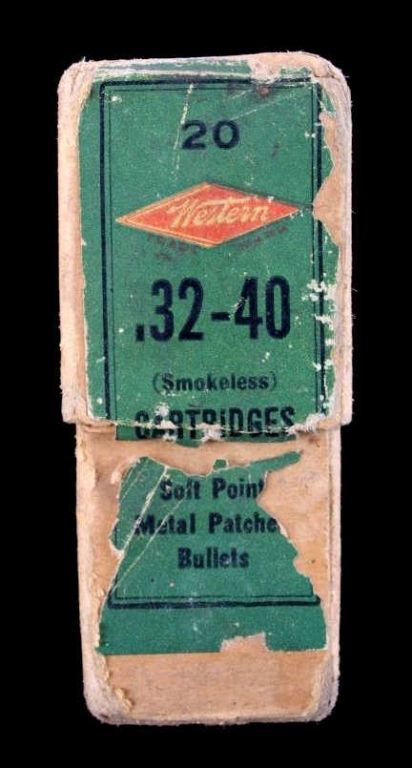 20
Western
.32-40
(Smokeless)
CARTRIDGES
Soft Point
Metal Patche
Bullets